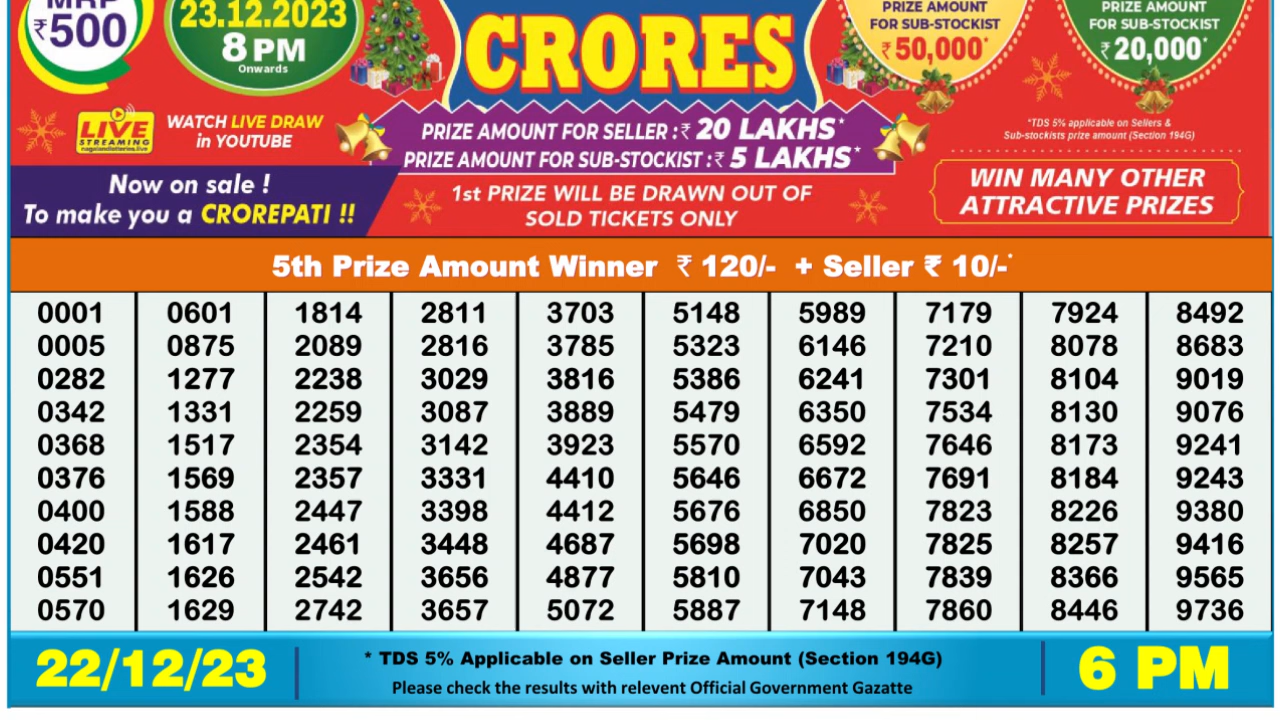 MRP
₹500
23.12.2023
8 PM
Onwards
CRORES
PRIZE AMOUNT
FOR SUB-STOCKIST
₹ 50,000*
PRIZE AMOUNT
FOR SUB-STOCKIST
₹ 20,000*
LIVE
STREAMING
nagalandlotteries.live
WATCH LIVE DRAW
in YOUTUBE
PRIZE AMOUNT FOR SELLER :₹ 20 LAKHS*
PRIZE AMOUNT FOR SUB-STOCKIST :₹ 5 LAKHS*
*TDS 5% applicable on Sellers &
Sub-stockists prize amount (Section 194G)
Now on sale !
To make you a CROREPATI !!
1st PRIZE WILL BE DRAWN OUT OF
SOLD TICKETS ONLY
WIN MANY OTHER
ATTRACTIVE PRIZES
5th Prize Amount Winner ₹ 120/- + Seller ₹ 10/-*
0001 0601 1814 2811 3703 5148 5989 7179 7924 8492
0005 0875 2089 2816 3785 5323 6146 7210 8078 8683
0282 1277 2238 3029 3816 5386 6241 7301 8104 9019
0342 1331 2259 3087 3889 5479 6350 7534 8130 9076
0368 1517 2354 3142 3923 5570 6592 7646 8173 9241
0376 1569 2357 3331 4410 5646 6672 7691 8184 9243
0400 1588 2447 3398 4412 5676 6850 7823 8226 9380
0420 1617 2461 3448 4687 5698 7020 7825 8257 9416
0551 1626 2542 3656 4877 5810 7043 7839 8366 9565
0570 1629 2742 3657 5072 5887 7148 7860 8446 9736
22/12/23
* TDS 5% Applicable on Seller Prize Amount (Section 194G)
Please check the results with relevent Official Government Gazatte
6 PM